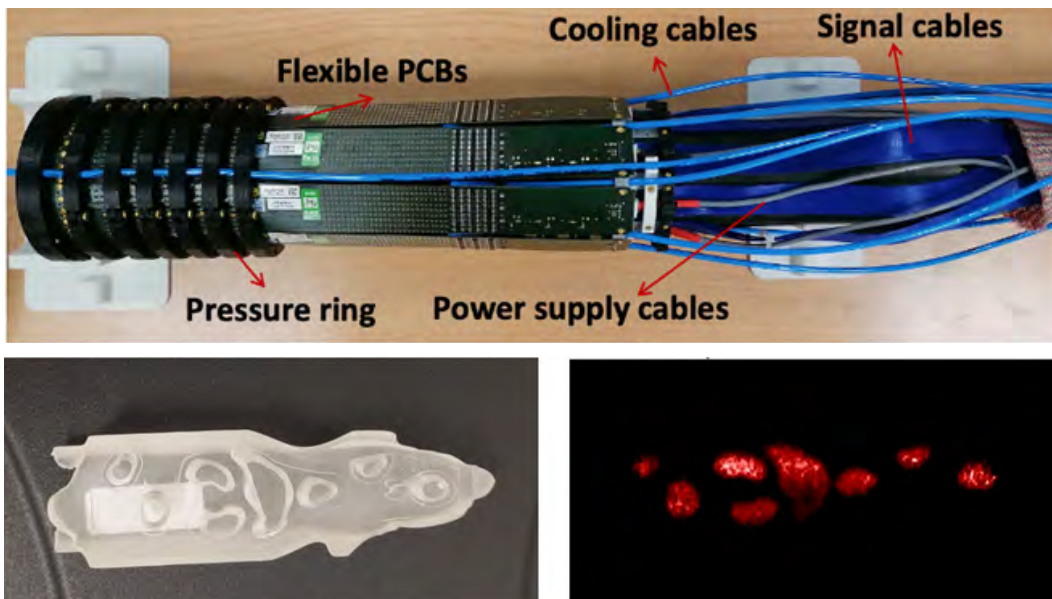 Cooling cables
Signal cables
Flexible PCBs
Pressure ring
Power supply cables